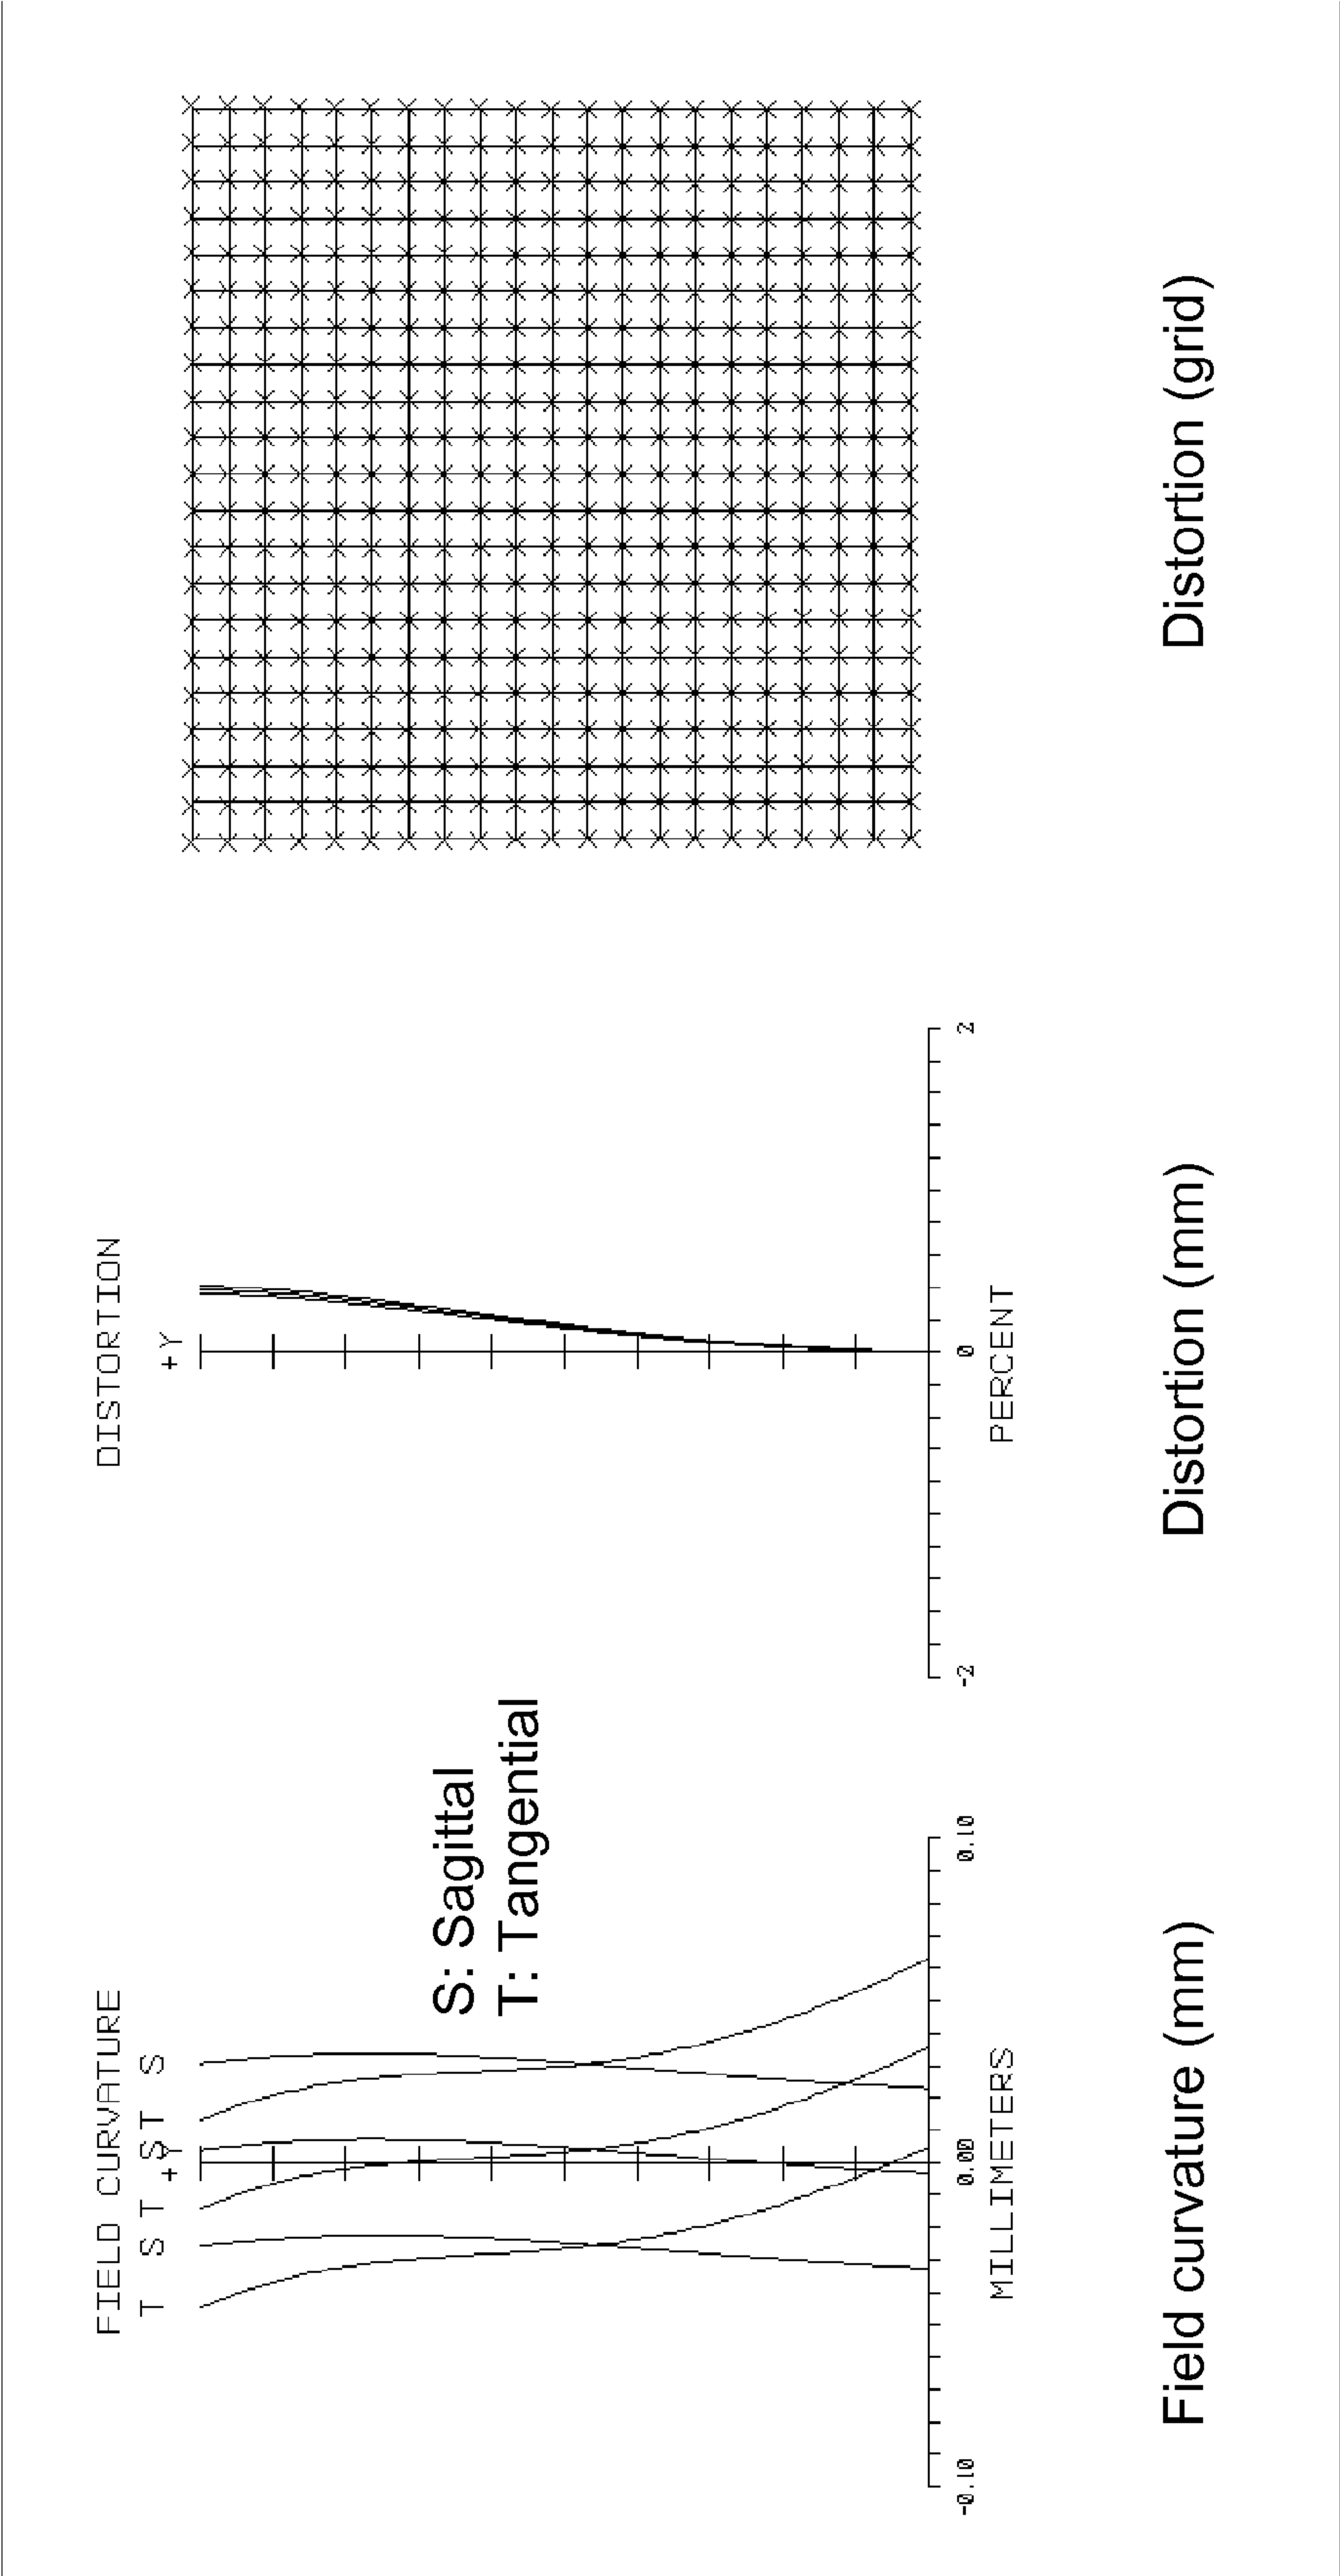 FIELD CURVATURE
T S T S T S
+Y
S: Sagittal
T: Tangential
-0.10 0.00 0.10
MILLIMETERS
Field curvature (mm)
DISTORTION
+Y
-2 0 2
PERCENT
Distortion (mm)
Distortion (grid)